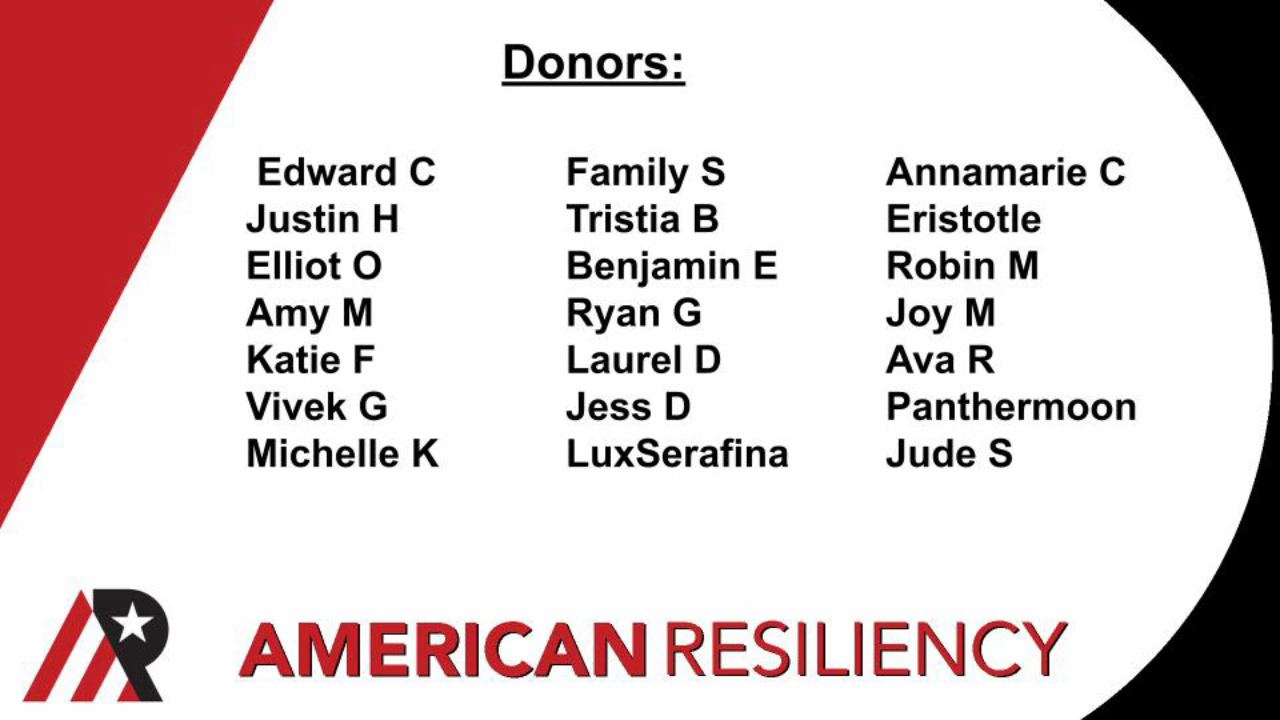 Donors:
Edward C
Justin H
Elliot O
Amy M
Katie F
Vivek G
Michelle K
Family S
Tristia B
Benjamin E
Ryan G
Laurel D
Jess D
LuxSerafina
Annamarie C
Eristotle
Robin M
Joy M
Ava R
Panthermoon
Jude S
AR
AMERICAN RESILIENCY